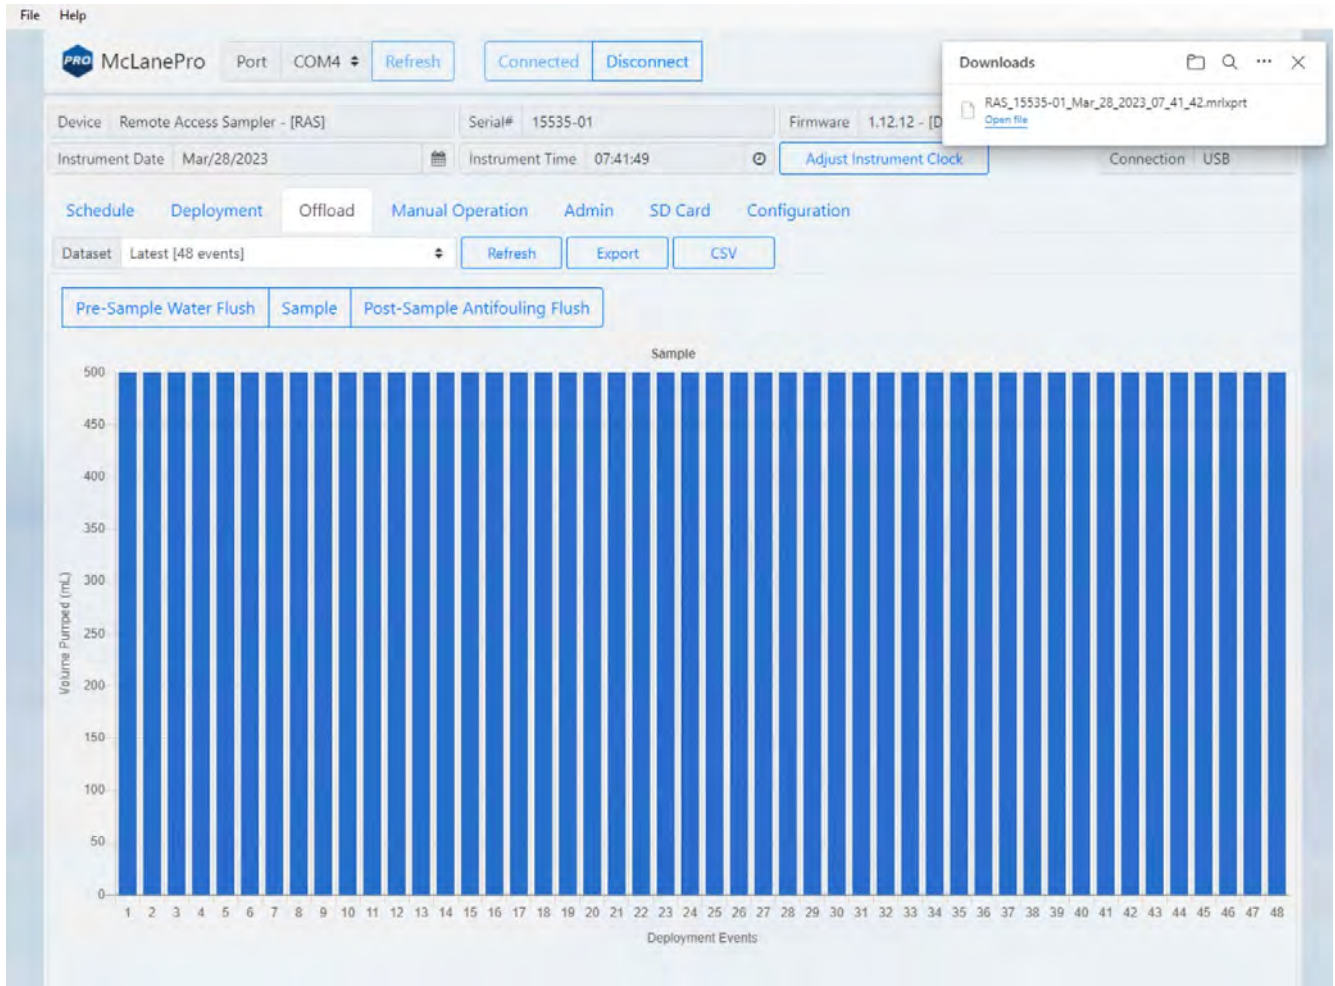 File Help
PRO McLanePro Port COM4 Refresh Connected Disconnect
Downloads
RAS_15535-01_Mar_28_2023_07_41_42.mrlxprt
Open file
Device Remote Access Sampler - [RAS] Serial# 15535-01 Firmware 1.12.12 - [D
Instrument Date Mar/28/2023 Instrument Time 07:41:49 Adjust Instrument Clock Connection USB
Schedule Deployment Offload Manual Operation Admin SD Card Configuration
Dataset Latest [48 events] Refresh Export CSV
Pre-Sample Water Flush Sample Post-Sample Antifouling Flush
Sample
500
450
400
350
300
250
200
150
100
50
0
Volume Pumped (mL)
1 2 3 4 5 6 7 8 9 10 11 12 13 14 15 16 17 18 19 20 21 22 23 24 25 26 27 28 29 30 31 32 33 34 35 36 37 38 39 40 41 42 43 44 45 46 47 48
Deployment Events